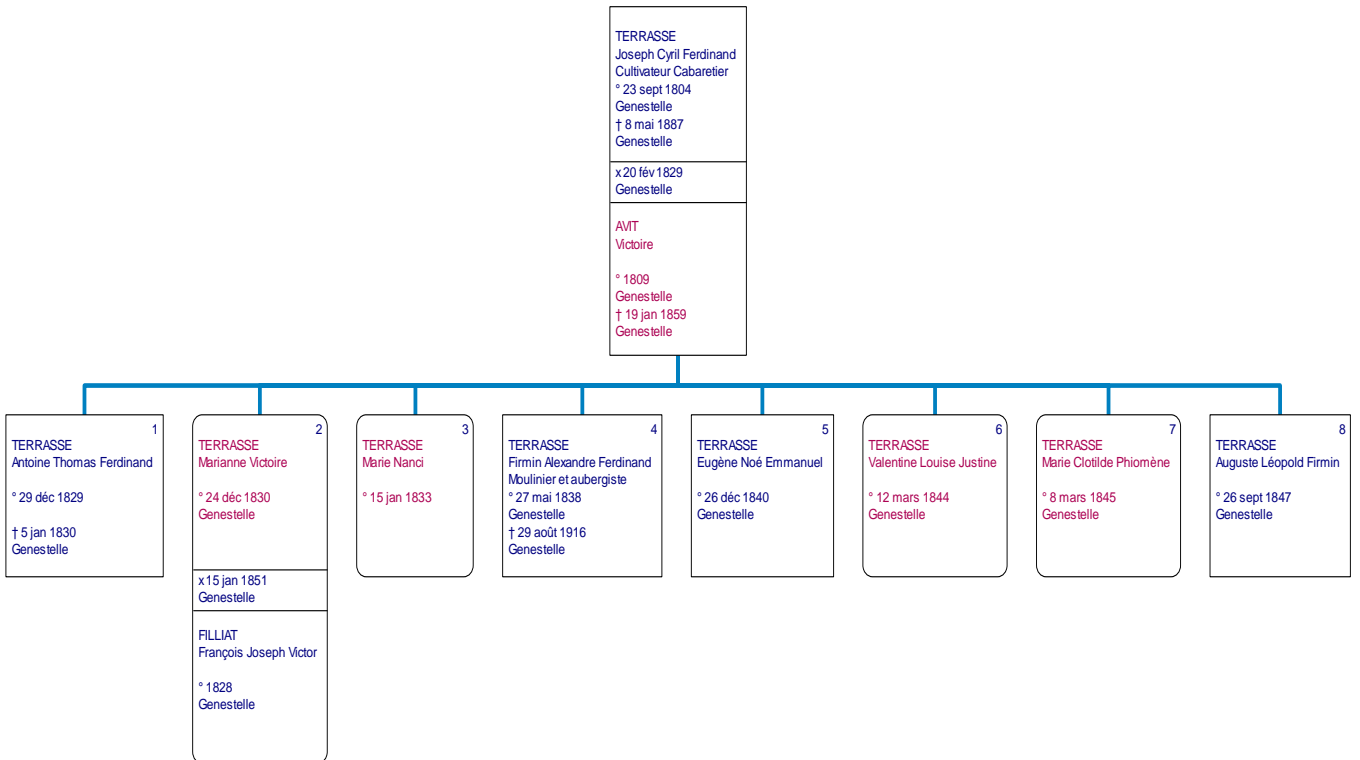 TERRASSE
Joseph Cyril Ferdinand
Cultivateur Cabaretier
° 23 sept 1804
Genestelle
† 8 mai 1887
Genestelle
x 20 fév 1829
Genestelle
AVIT
Victoire
° 1809
Genestelle
† 19 jan 1859
Genestelle
1
TERRASSE
Antoine Thomas Ferdinand
° 29 déc 1829
† 5 jan 1830
Genestelle
2
TERRASSE
Marianne Victoire
° 24 déc 1830
Genestelle
x 15 jan 1851
Genestelle
FILLIAT
François Joseph Victor
° 1828
Genestelle
3
TERRASSE
Marie Nanci
° 15 jan 1833
4
TERRASSE
Firmin Alexandre Ferdinand
Moulinier et aubergiste
° 27 mai 1838
Genestelle
† 29 août 1916
Genestelle
5
TERRASSE
Eugène Noé Emmanuel
° 26 déc 1840
Genestelle
6
TERRASSE
Valentine Louise Justine
° 12 mars 1844
Genestelle
7
TERRASSE
Marie Clotilde Phiomène
° 8 mars 1845
Genestelle
8
TERRASSE
Auguste Léopold Firmin
° 26 sept 1847
Genestelle